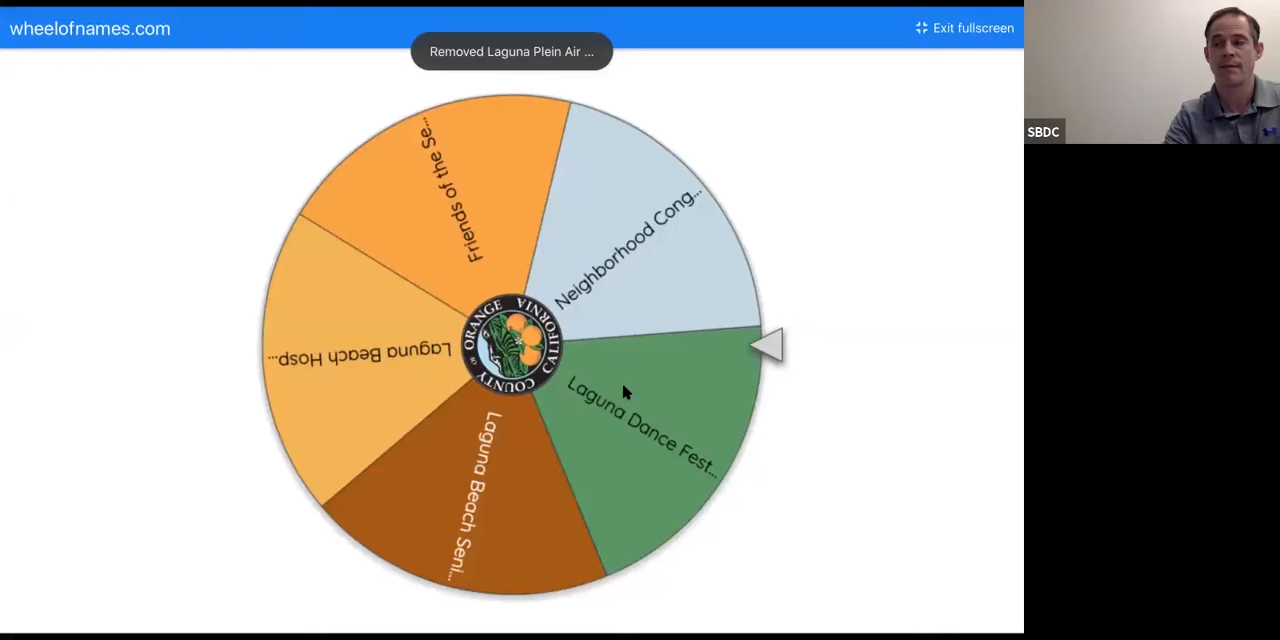 wheelofnames.com
Exit fullscreen
Removed Laguna Plein Air ...
SBDC
Friends of the Se...
Neighborhood Cong...
Laguna Beach Hosp...
Laguna Dance Fest...
Laguna Beach Seni...
COUNTY OF ORANGE CALIFORNIA